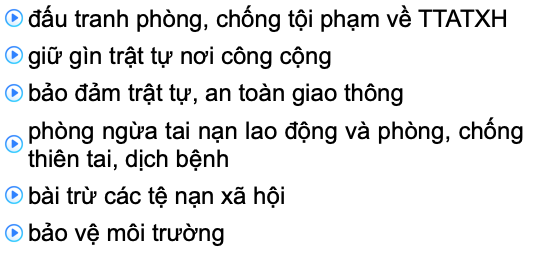 đấu tranh phòng, chống tội phạm về TTATXH
giữ gìn trật tự nơi công cộng
bảo đảm trật tự, an toàn giao thông
phòng ngừa tai nạn lao động và phòng, chống
thiên tai, dịch bệnh
bài trừ các tệ nạn xã hội
bảo vệ môi trường